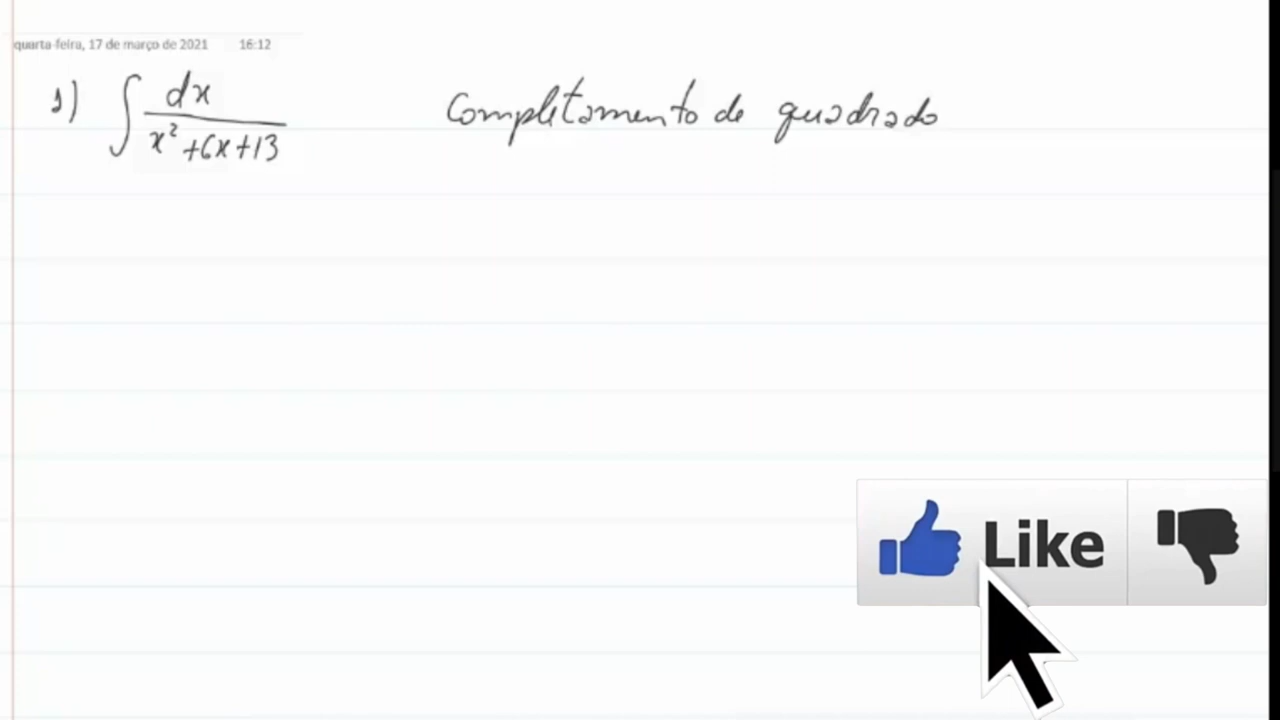 quarta-feira, 17 de março de 2021 16:12
1) ∫ dx / x² + 6x + 13 Completamento de quadrado
Like